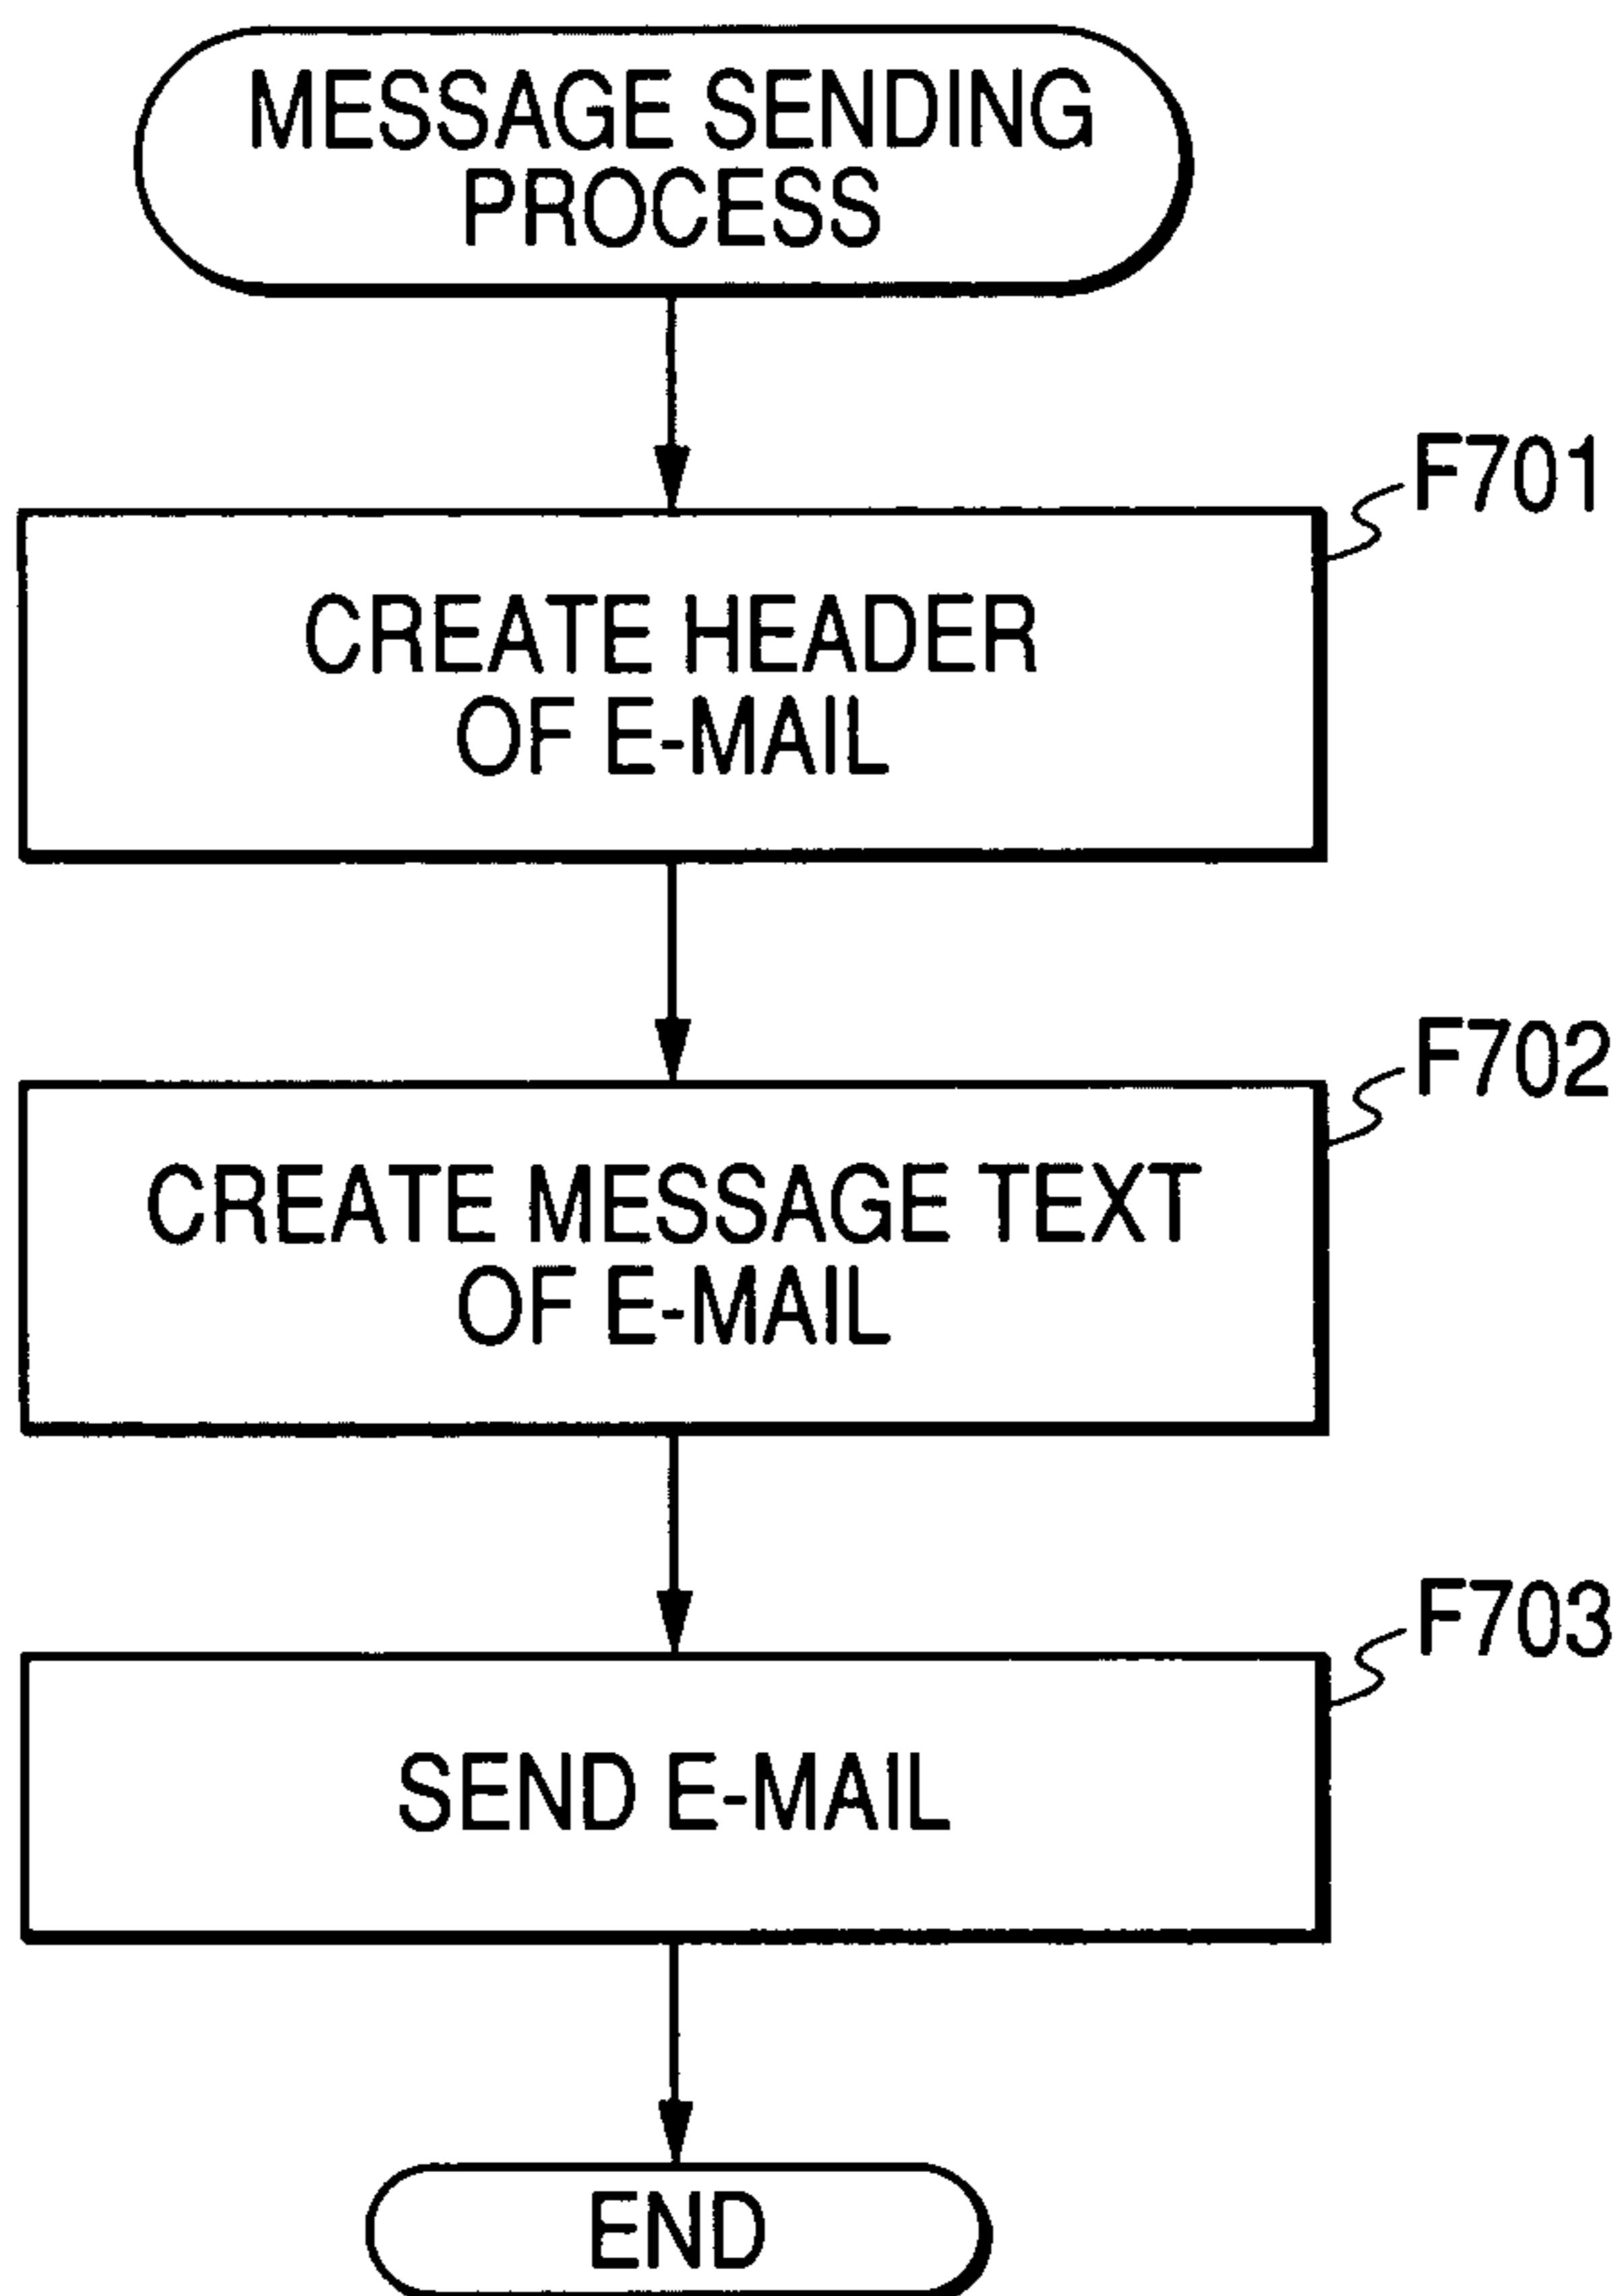 MESSAGE SENDING
PROCESS
F701
CREATE HEADER
OF E-MAIL
F702
CREATE MESSAGE TEXT
OF E-MAIL
F703
SEND E-MAIL
END